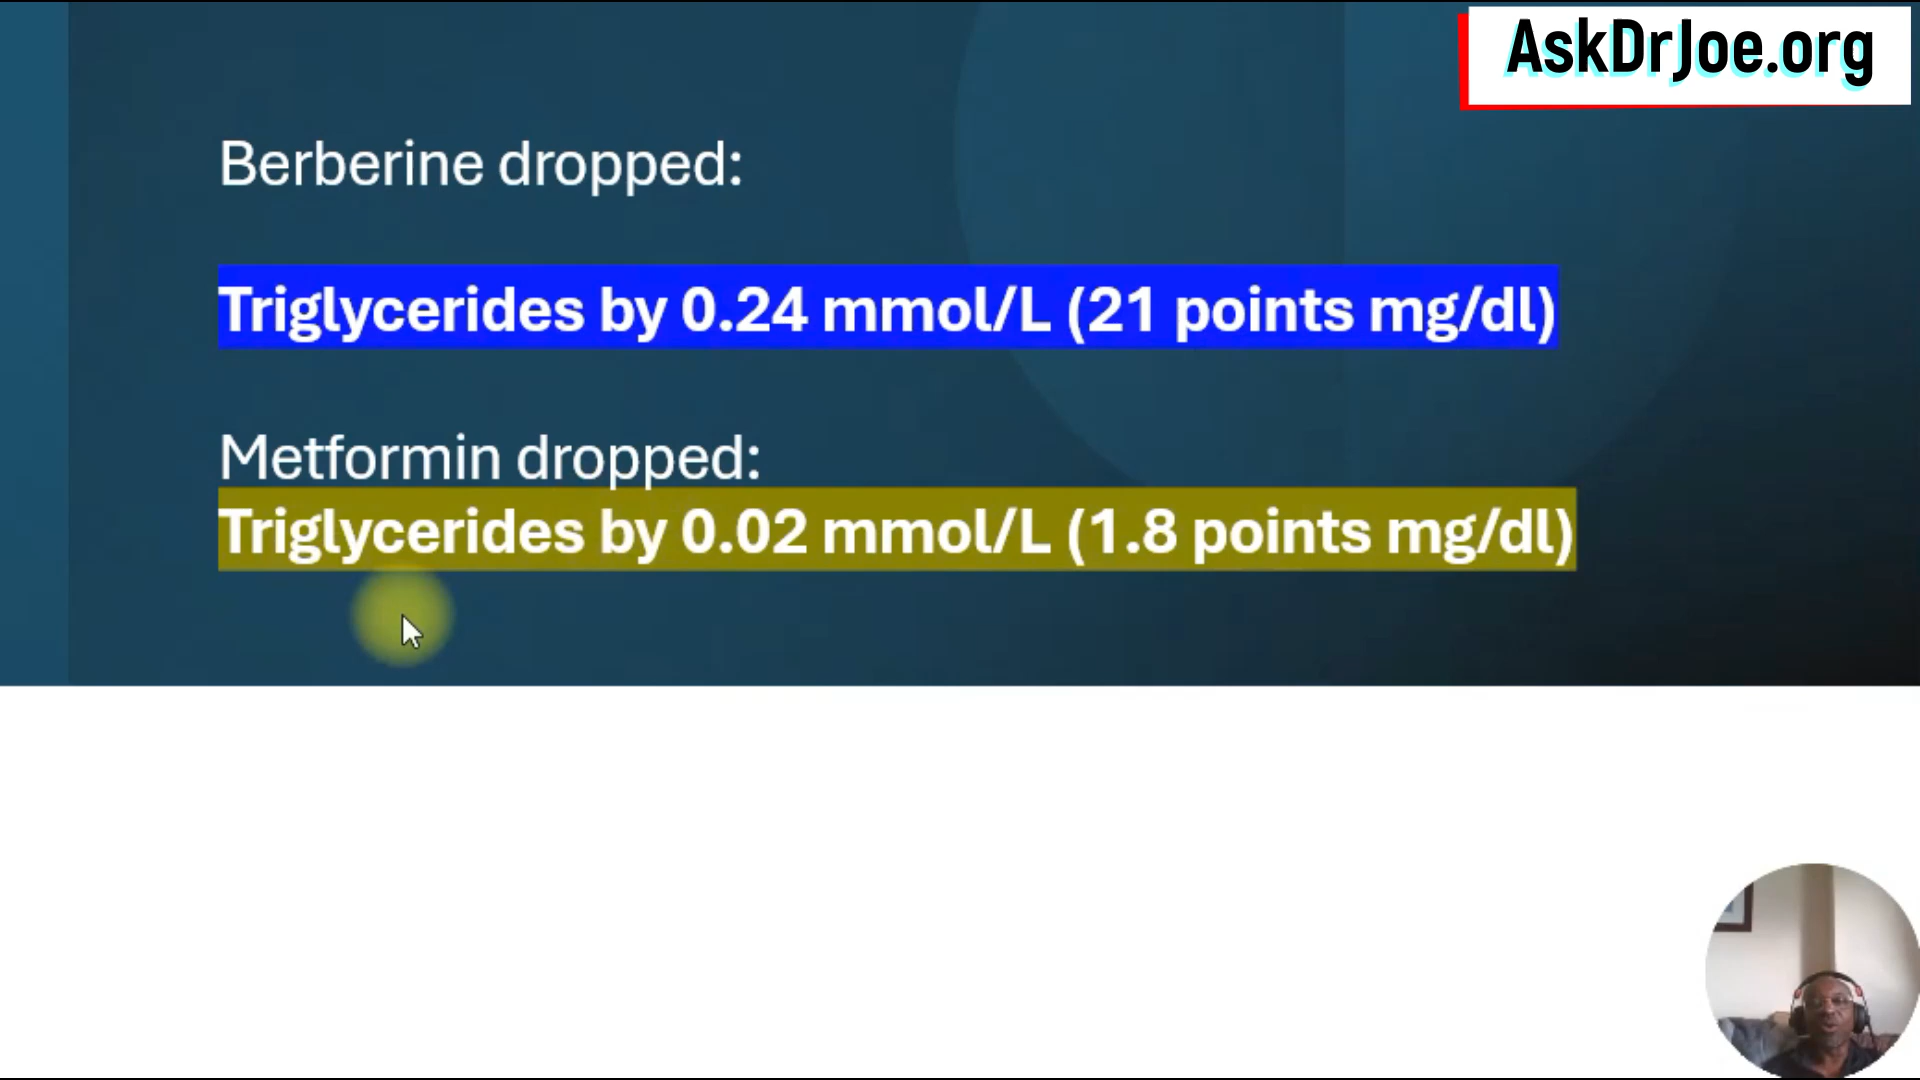 AskDrJoe.org
Berberine dropped:
Triglycerides by 0.24 mmol/L (21 points mg/dl)
Metformin dropped:
Triglycerides by 0.02 mmol/L (1.8 points mg/dl)